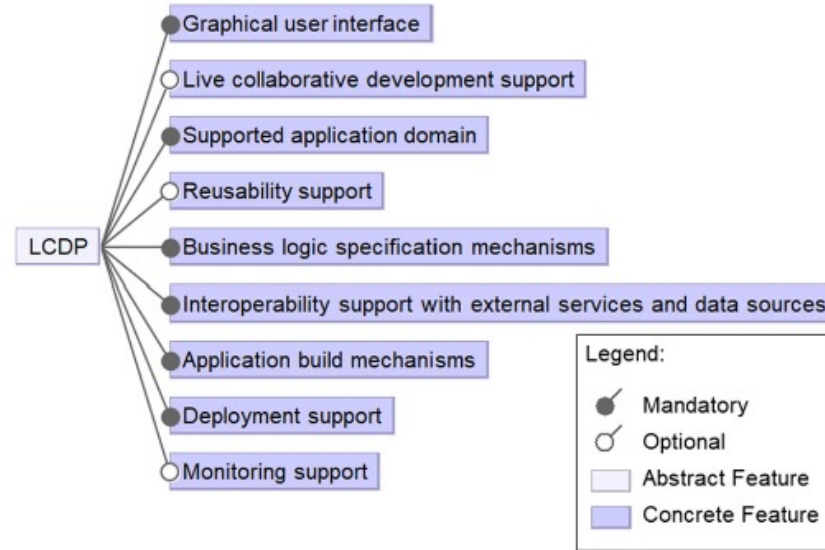 Graphical user interface
Live collaborative development support
Supported application domain
Reusability support
LCDP
Business logic specification mechanisms
Interoperability support with external services and data sources
Application build mechanisms
Deployment support
Monitoring support
Legend:
Mandatory
Optional
Abstract Feature
Concrete Feature